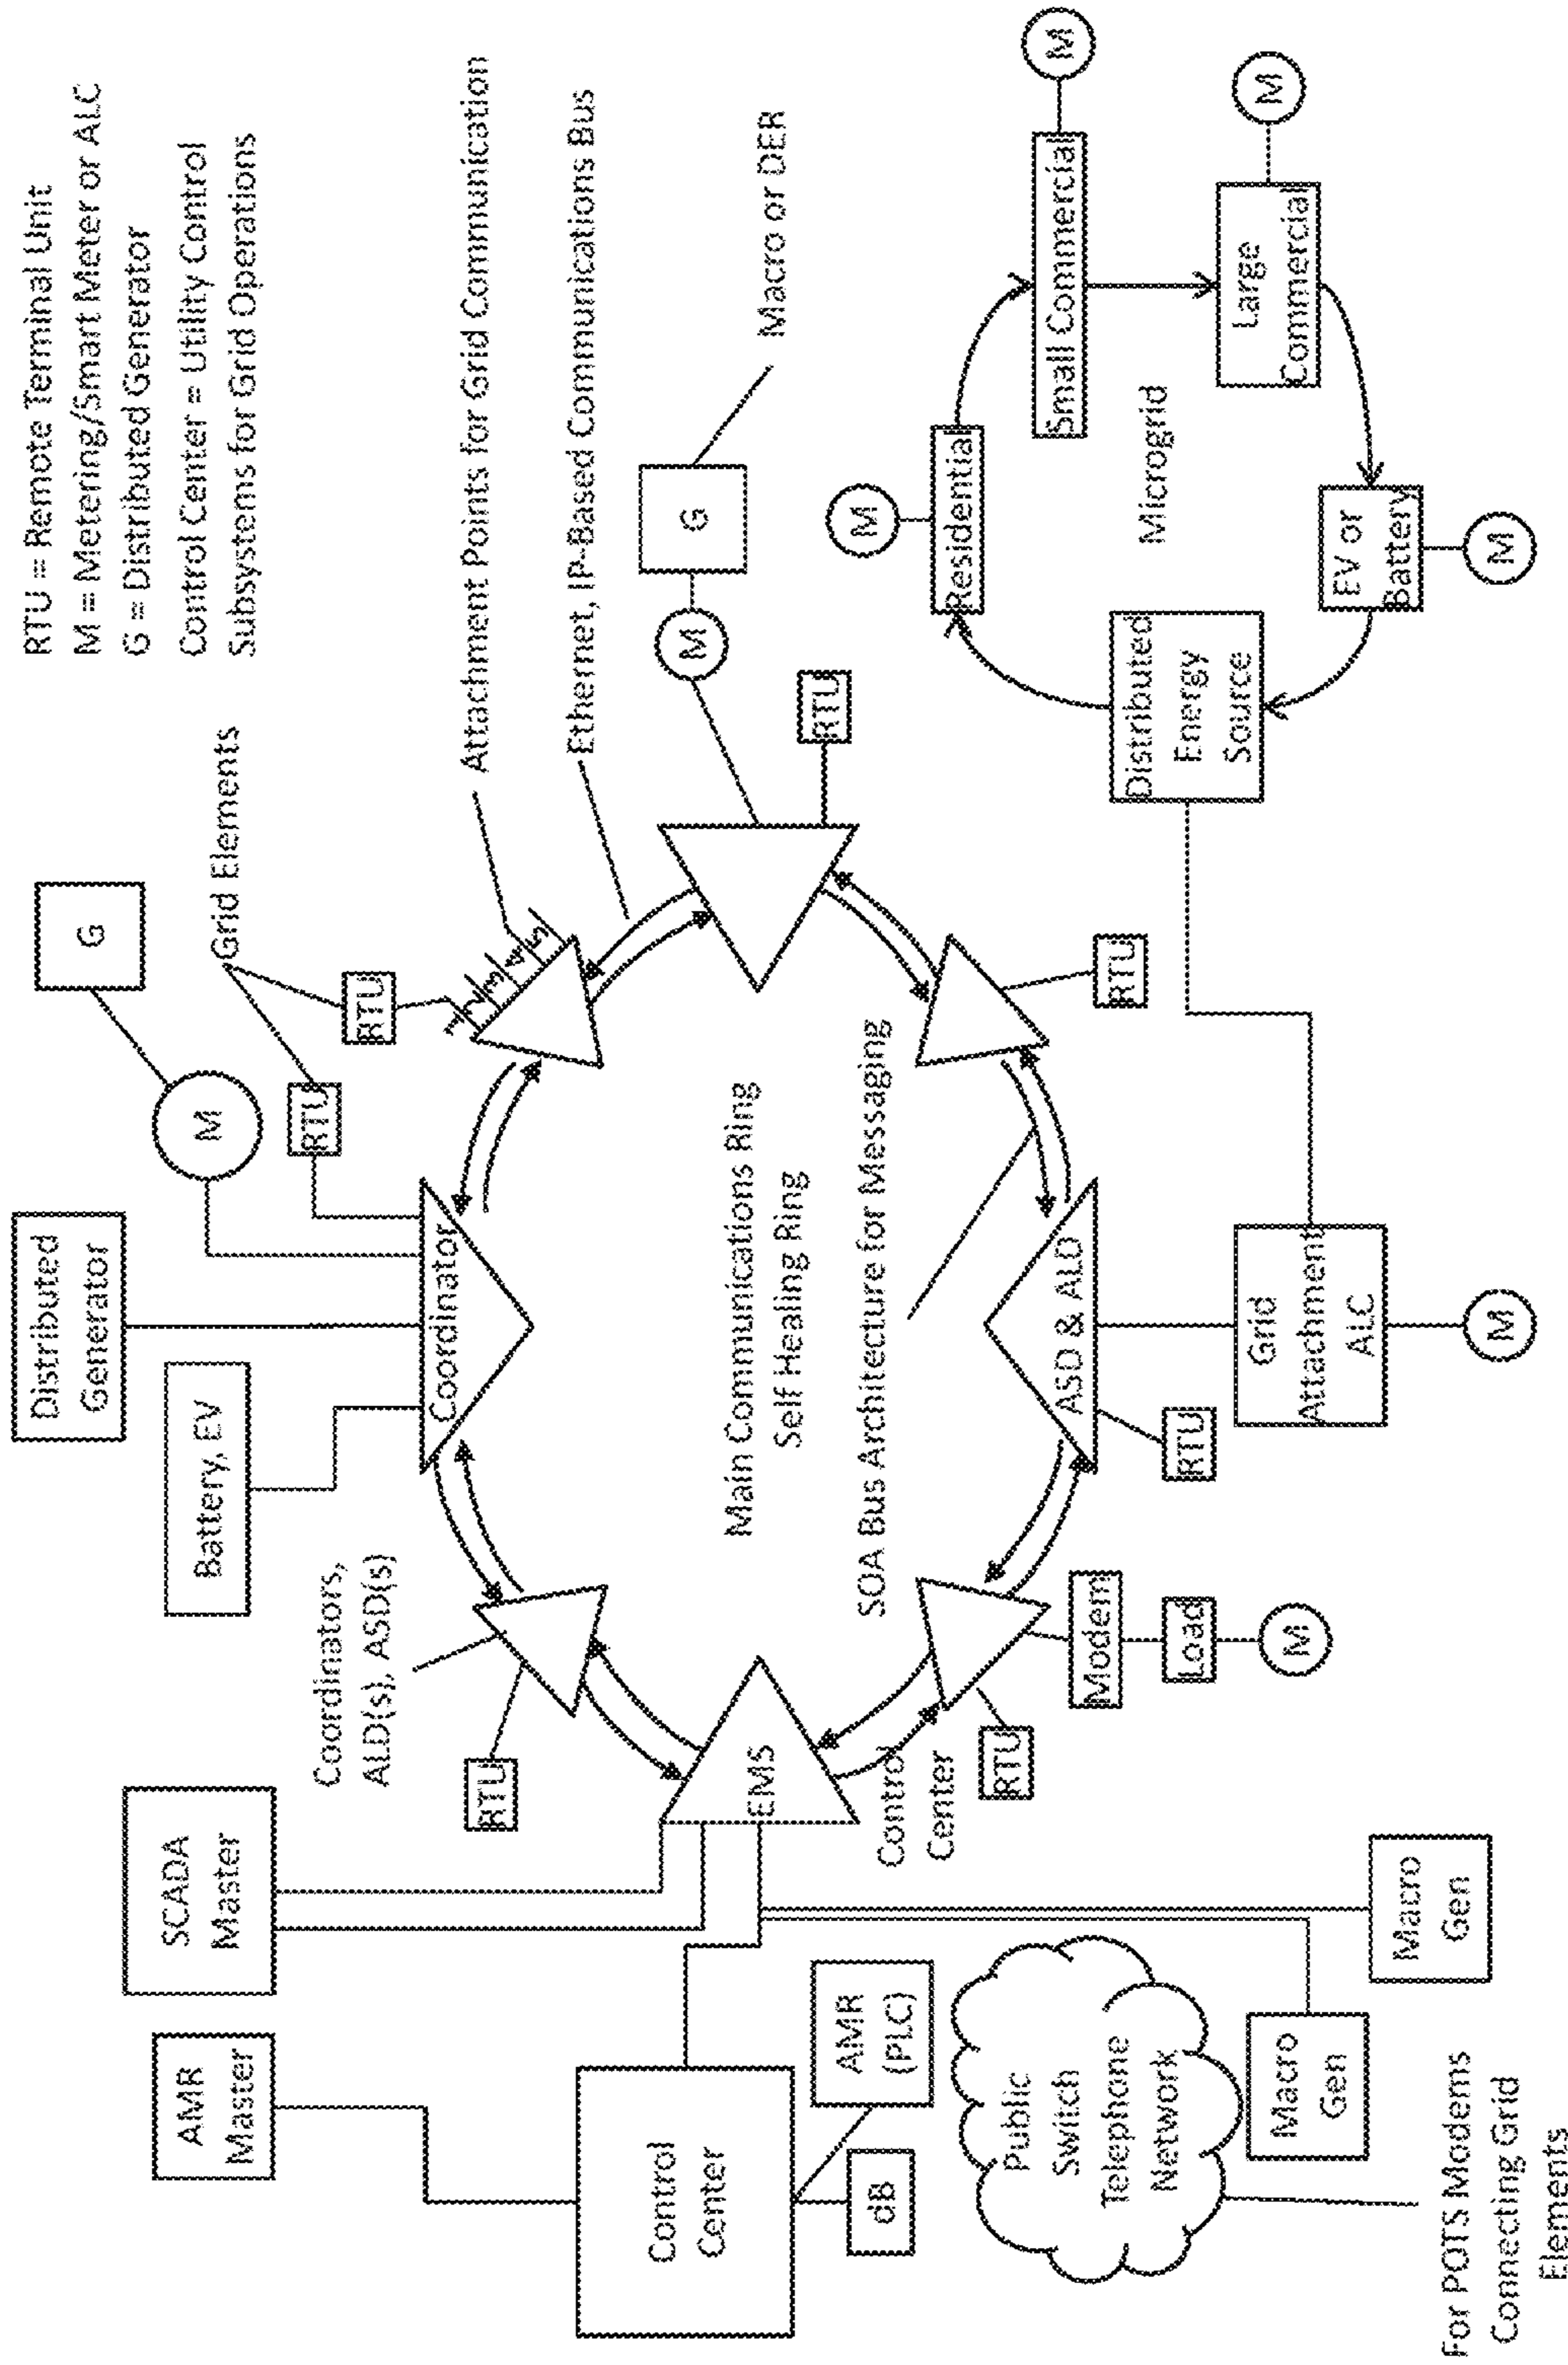 RTU = Remote Terminal Unit
M = Metering/Smart Meter or ALC
G = Distributed Generator
Control Center = Utility Control
Subsystems for Grid Operations
AMR
Master
SCADA
Master
Battery, EV
Distributed
Generator
M
G
RTU
RTU
Grid Elements
Coordinators,
ALD(s), ASD(s)
RTU
Coordinator
1
2
3
4
5
Attachment Points for Grid Communication
Ethernet, IP-Based Communications Bus
Control
Center
dB
AMR
(PLC)
EMS
Control
Center
RTU
Main Communications Ring
Self Healing Ring
SOA Bus Architecture for Messaging
M
G
Macro or DER
RTU
RTU
Public
Switch
Telephone
Network
Macro
Gen
Macro
Gen
For POTS Modems
Connecting Grid
Elements
Modem
Load
M
ASD & ALD
RTU
Grid
Attachment
ALC
M
Distributed
Energy
Source
Residential
M
Small Commercial
M
Microgrid
Large
Commercial
M
EV or
Battery
M